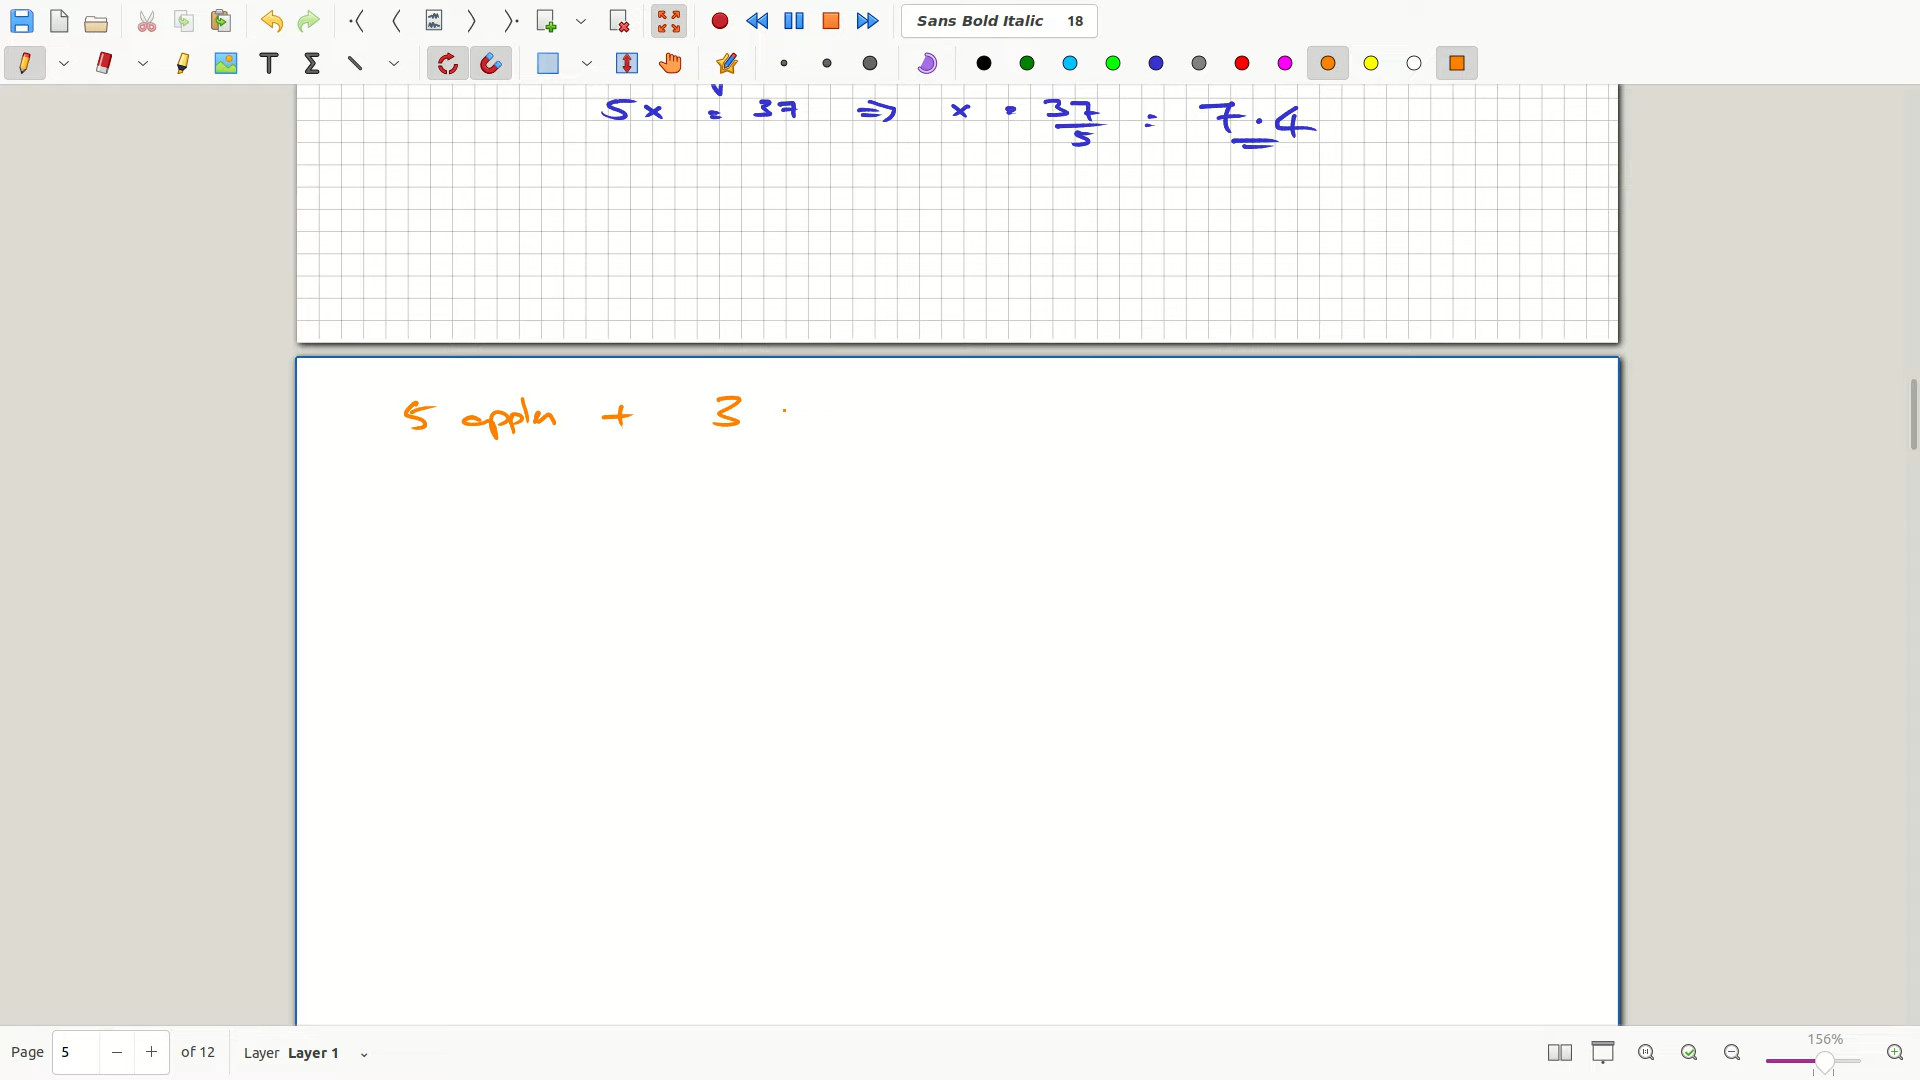 Sans Bold Italic 18
5x = 37 ⇒ x = 37/5 = 7.4
5 apples + 3
Page 5 of 12 Layer Layer 1 156%